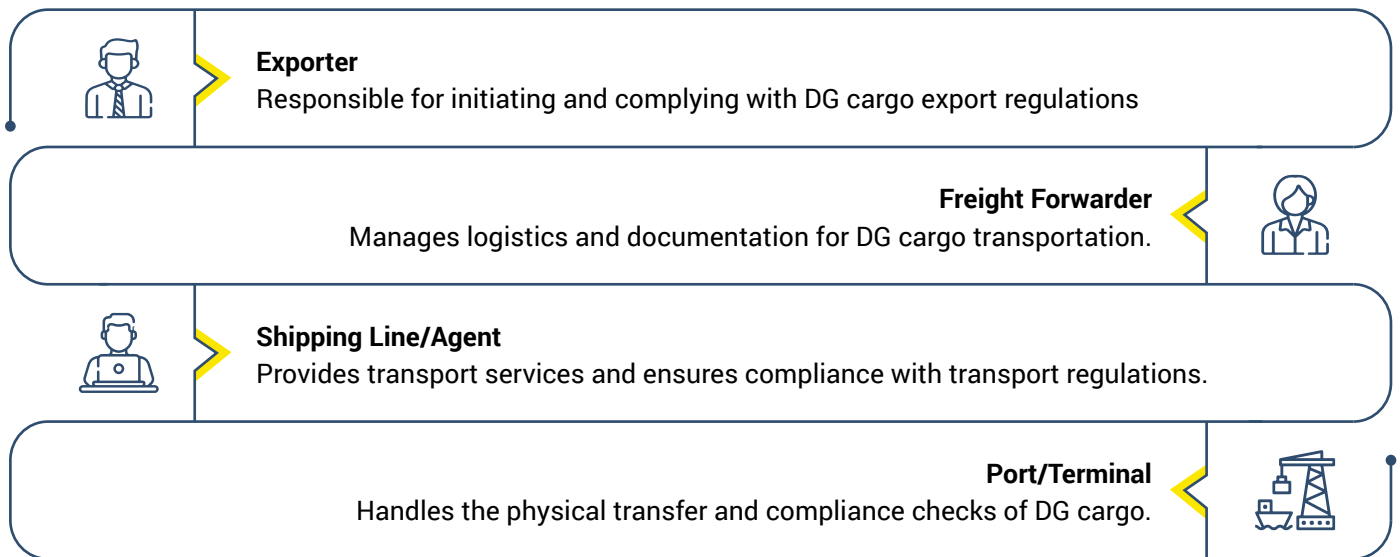 Exporter
Responsible for initiating and complying with DG cargo export regulations
Freight Forwarder
Manages logistics and documentation for DG cargo transportation.
Shipping Line/Agent
Provides transport services and ensures compliance with transport regulations.
Port/Terminal
Handles the physical transfer and compliance checks of DG cargo.